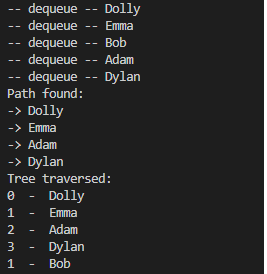 -- dequeue -- Dolly
-- dequeue -- Emma
-- dequeue -- Bob
-- dequeue -- Adam
-- dequeue -- Dylan
Path found:
-> Dolly
-> Emma
-> Adam
-> Dylan
Tree traversed:
0  -  Dolly
1  -  Emma
2  -  Adam
3  -  Dylan
1  -  Bob